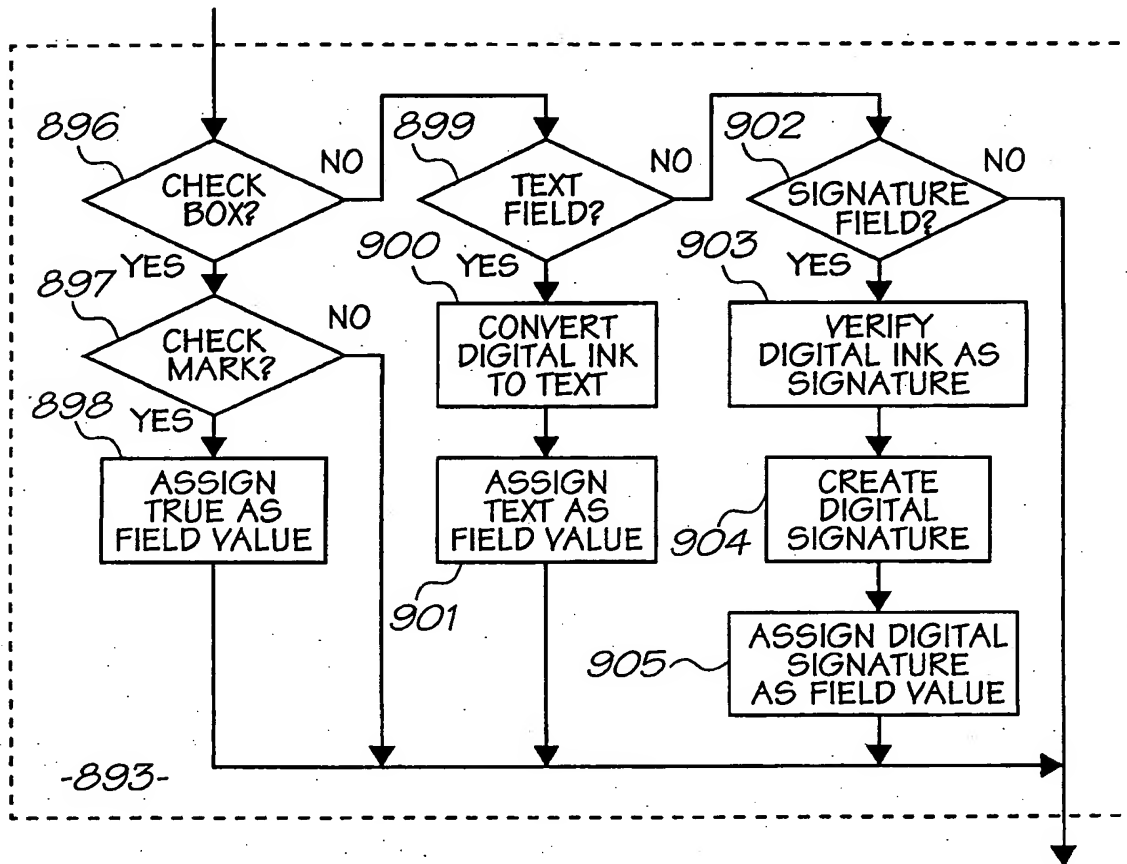 896
CHECK
BOX?
NO
YES
897
CHECK
MARK?
NO
YES
898
ASSIGN
TRUE AS
FIELD VALUE
899
TEXT
FIELD?
NO
YES
900
CONVERT
DIGITAL INK
TO TEXT
ASSIGN
TEXT AS
FIELD VALUE
901
902
SIGNATURE
FIELD?
NO
YES
903
VERIFY
DIGITAL INK AS
SIGNATURE
CREATE
DIGITAL
SIGNATURE
904
ASSIGN DIGITAL
SIGNATURE
AS FIELD VALUE
905
-893-